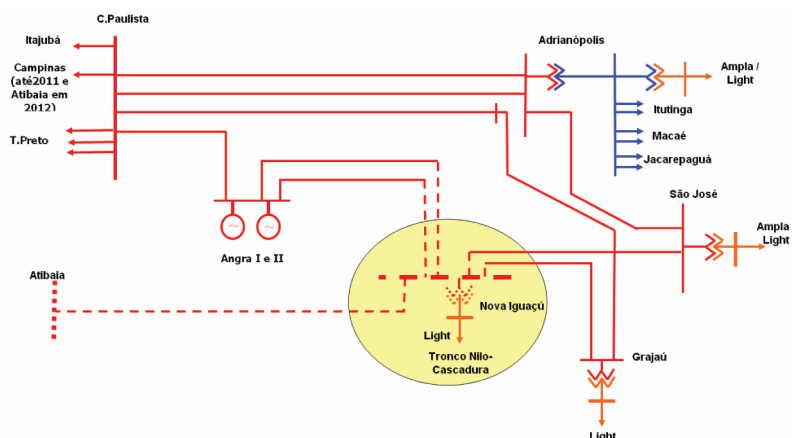 C.Paulista
Itajubá
Campinas
(até2011 e
Atibaia em
2012)
T.Preto
Adrianópolis
Ampla /
Light
Itutinga
Macaé
Jacarepaguá
São José
Ampla
Light
Angra I e II
Atibaia
Nova Iguaçú
Light
Tronco Nilo-
Cascadura
Grajaú
Light